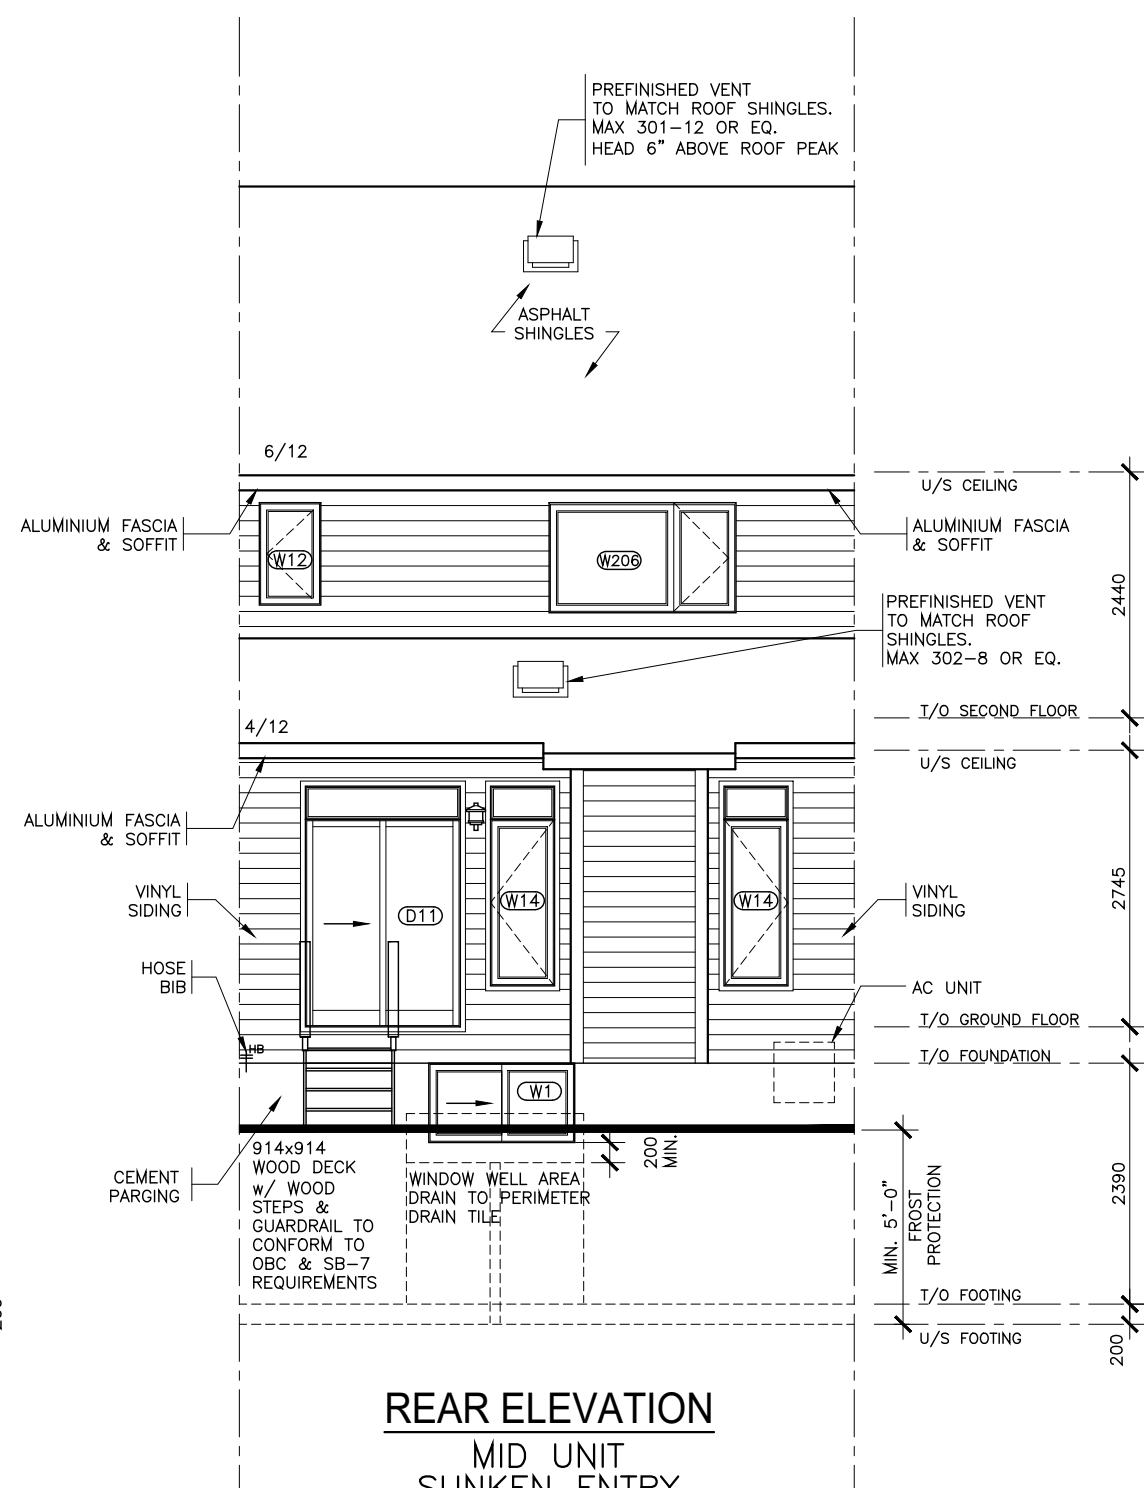 PREFINISHED VENT
TO MATCH ROOF SHINGLES.
MAX 301-12 OR EQ.
HEAD 6" ABOVE ROOF PEAK
ASPHALT
SHINGLES
6/12
U/S CEILING
ALUMINIUM FASCIA
& SOFFIT
ALUMINIUM FASCIA
& SOFFIT
W12
W206
2440
PREFINISHED VENT
TO MATCH ROOF
SHINGLES.
MAX 302-8 OR EQ.
T/O SECOND FLOOR
4/12
U/S CEILING
ALUMINIUM FASCIA
& SOFFIT
VINYL
SIDING
W14
D11
W14
VINYL
SIDING
2745
HOSE
BIB
AC UNIT
T/O GROUND FLOOR
HB
T/O FOUNDATION
W1
914x914
WOOD DECK
w/ WOOD
STEPS &
GUARDRAIL TO
CONFORM TO
OBC & SB-7
REQUIREMENTS
200
MIN.
CEMENT
PARGING
WINDOW WELL AREA
DRAIN TO PERIMETER
DRAIN TILE
MIN. 5'-0"
FROST
PROTECTION
2390
T/O FOOTING
U/S FOOTING
200
REAR ELEVATION
MID UNIT
SUNKEN ENTRY